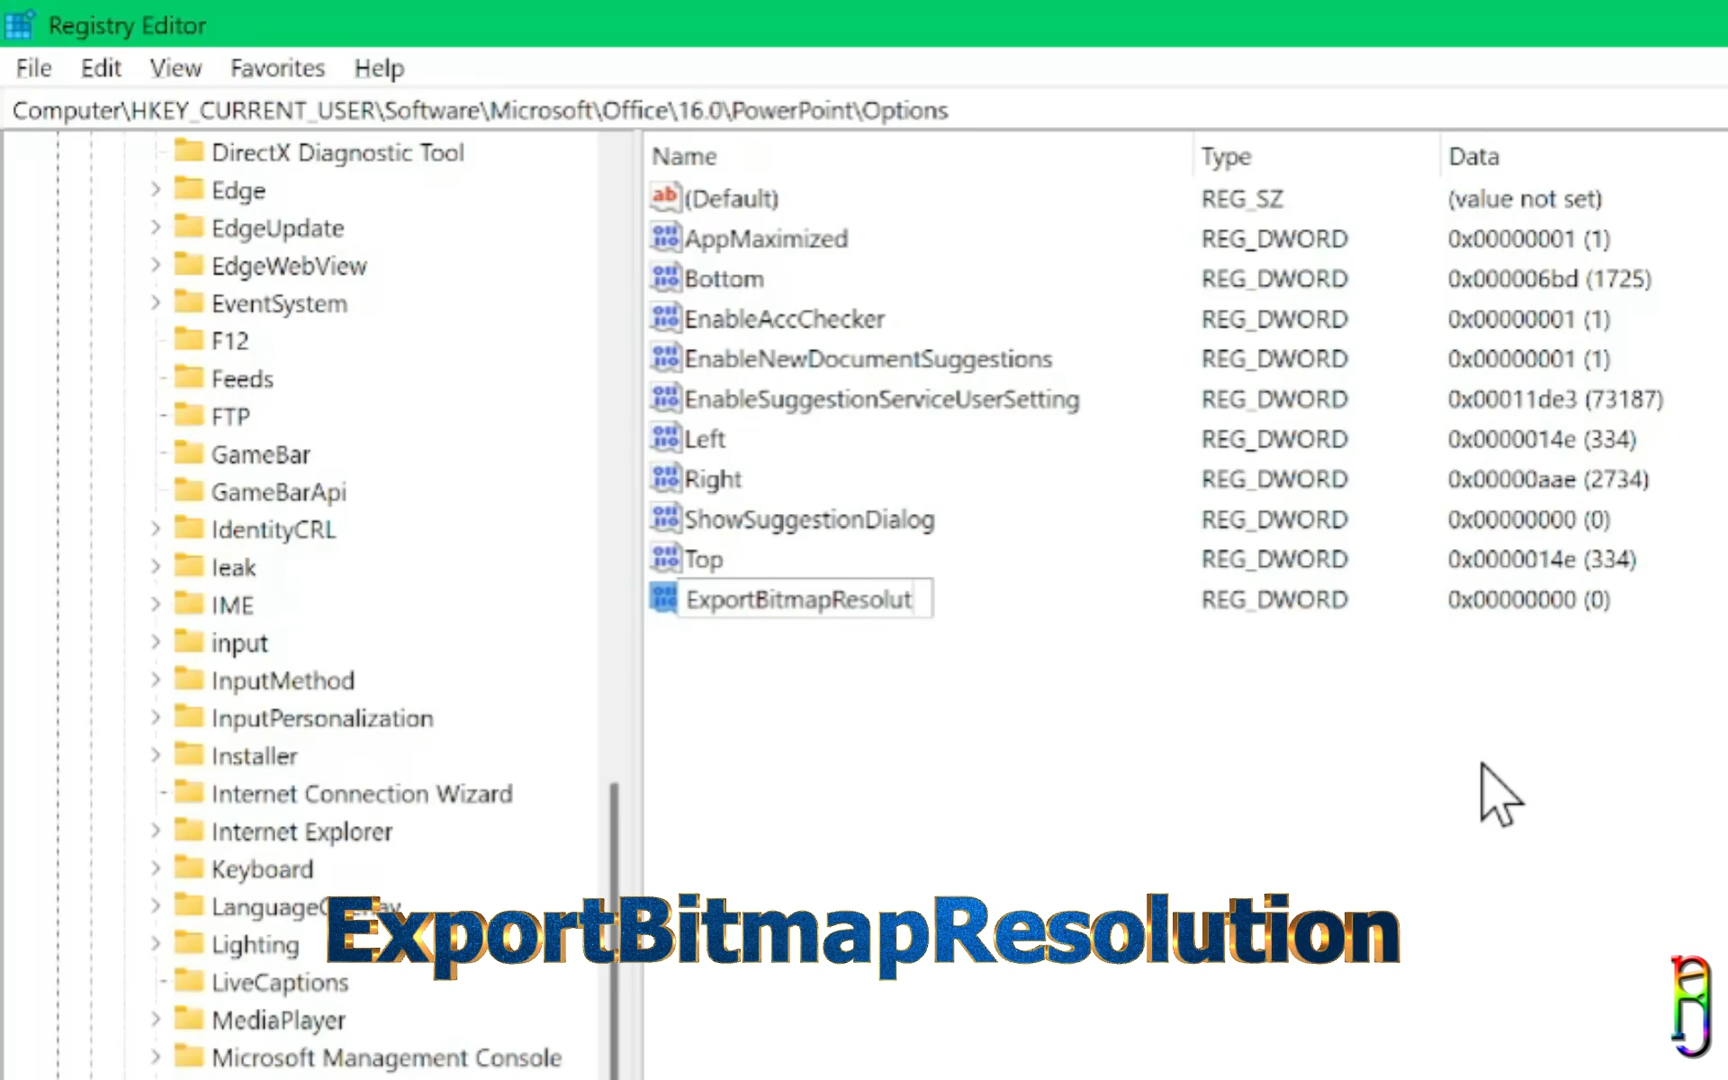 Registry Editor
File Edit View Favorites Help
Computer\HKEY_CURRENT_USER\Software\Microsoft\Office\16.0\PowerPoint\Options
DirectX Diagnostic Tool
Edge
EdgeUpdate
EdgeWebView
EventSystem
F12
Feeds
FTP
GameBar
GameBarApi
IdentityCRL
leak
IME
input
InputMethod
InputPersonalization
Installer
Internet Connection Wizard
Internet Explorer
Keyboard
Lighting
LiveCaptions
MediaPlayer
Microsoft Management Console
Name Type Data
(Default) REG_SZ (value not set)
AppMaximized REG_DWORD 0x00000001 (1)
Bottom REG_DWORD 0x000006bd (1725)
EnableAccChecker REG_DWORD 0x00000001 (1)
EnableNewDocumentSuggestions REG_DWORD 0x00000001 (1)
EnableSuggestionServiceUserSetting REG_DWORD 0x00011de3 (73187)
Left REG_DWORD 0x0000014e (334)
Right REG_DWORD 0x00000aae (2734)
ShowSuggestionDialog REG_DWORD 0x00000000 (0)
Top REG_DWORD 0x0000014e (334)
ExportBitmapResolut REG_DWORD 0x00000000 (0)
ExportBitmapResolution